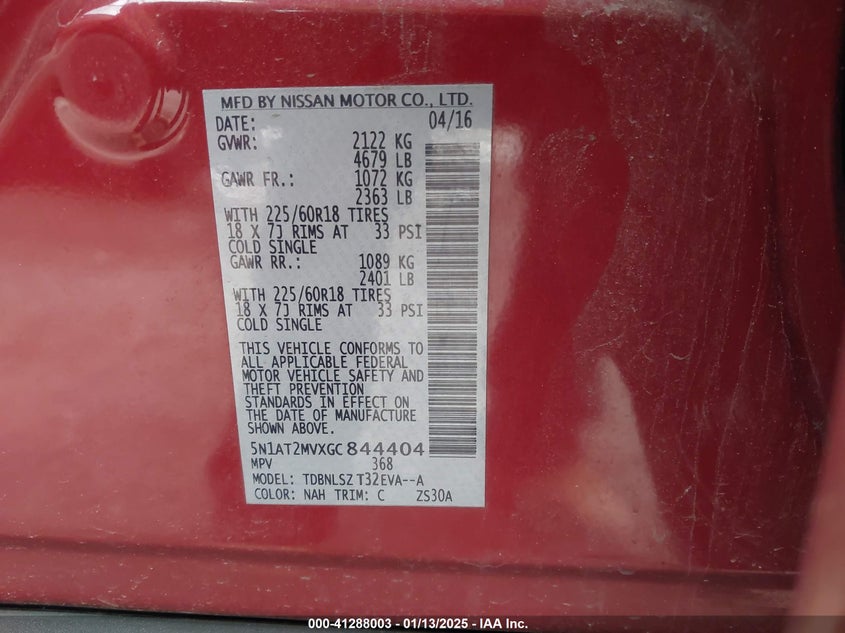 MFD BY NISSAN MOTOR CO., LTD.
DATE: 04/16
GVWR: 2122 KG
4679 LB
GAWR FR.: 1072 KG
2363 LB
WITH 225/60R18 TIRES
18 X 7J RIMS AT 33 PSI
COLD SINGLE
GAWR RR.: 1089 KG
2401 LB
WITH 225/60R18 TIRES
18 X 7J RIMS AT 33 PSI
COLD SINGLE
THIS VEHICLE CONFORMS TO
ALL APPLICABLE FEDERAL
MOTOR VEHICLE SAFETY AND
THEFT PREVENTION
STANDARDS IN EFFECT ON
THE DATE OF MANUFACTURE
SHOWN ABOVE.
5N1AT2MVXGC844404
MPV 368
MODEL: TDBNLSZ T32EVA--A
COLOR: NAH TRIM: C ZS30A
000-41288003 — 01/13/2025 — IAA Inc.